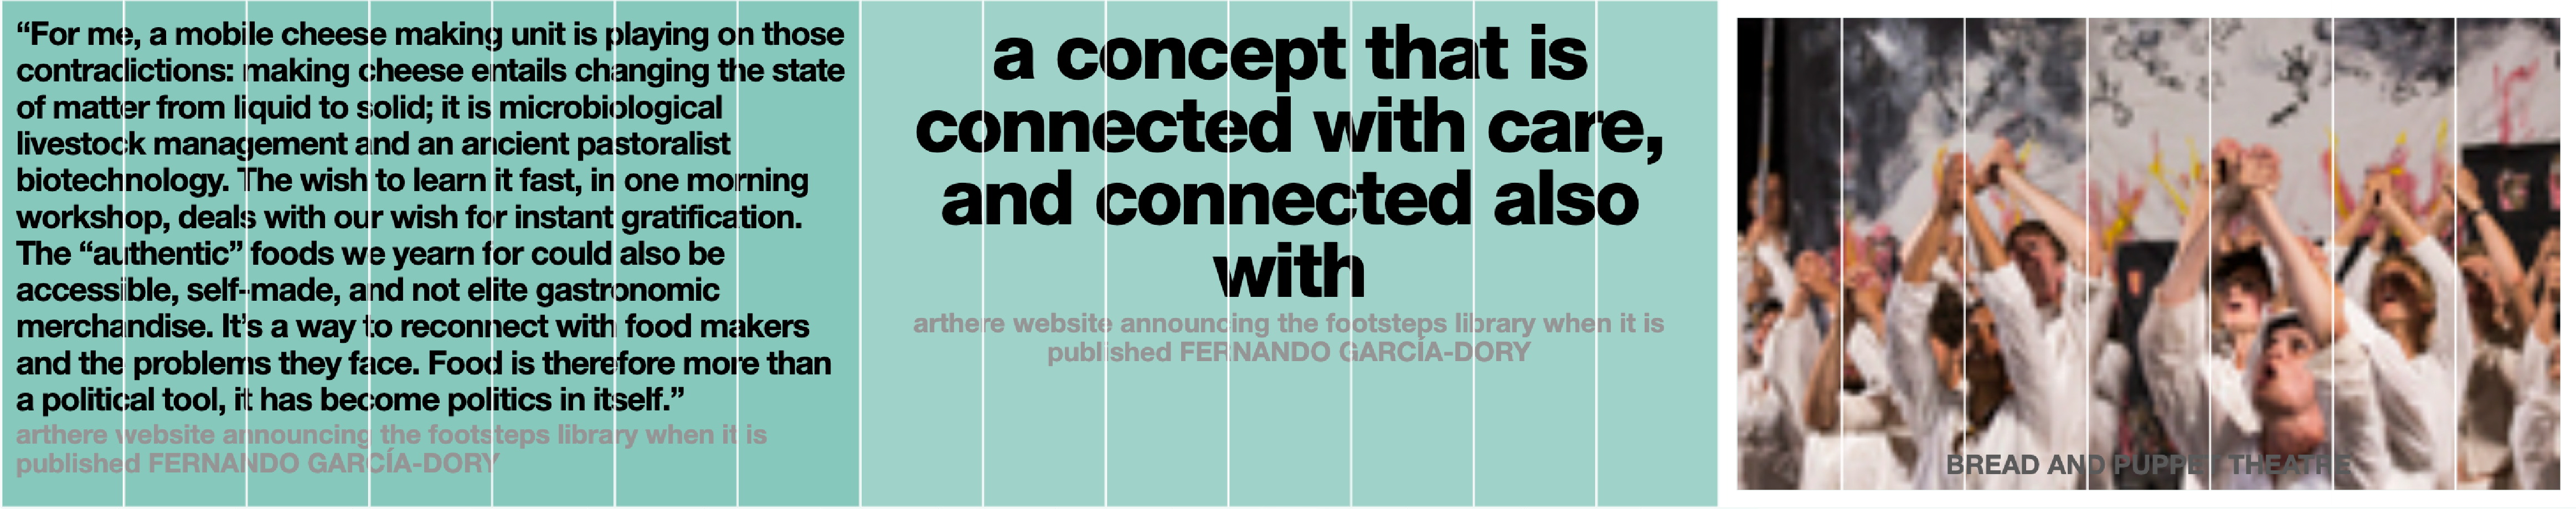 “For me, a mobile cheese making unit is playing on those
contradictions: making cheese entails changing the state
of matter from liquid to solid; it is microbiological
livestock management and an ancient pastoralist
biotechnology. The wish to learn it fast, in one morning
workshop, deals with our wish for instant gratification.
The “authentic” foods we yearn for could also be
accessible, self-made, and not elite gastronomic
merchandise. It’s a way to reconnect with food makers
and the problems they face. Food is therefore more than
a political tool, it has become politics in itself.”
arthere website announcing the footsteps library when it is
published FERNANDO GARCÍA-DORY
a concept that is
connected with care,
and connected also
with
arthere website announcing the footsteps library when it is
published FERNANDO GARCÍA-DORY
BREAD AND PUPPET THEATRE